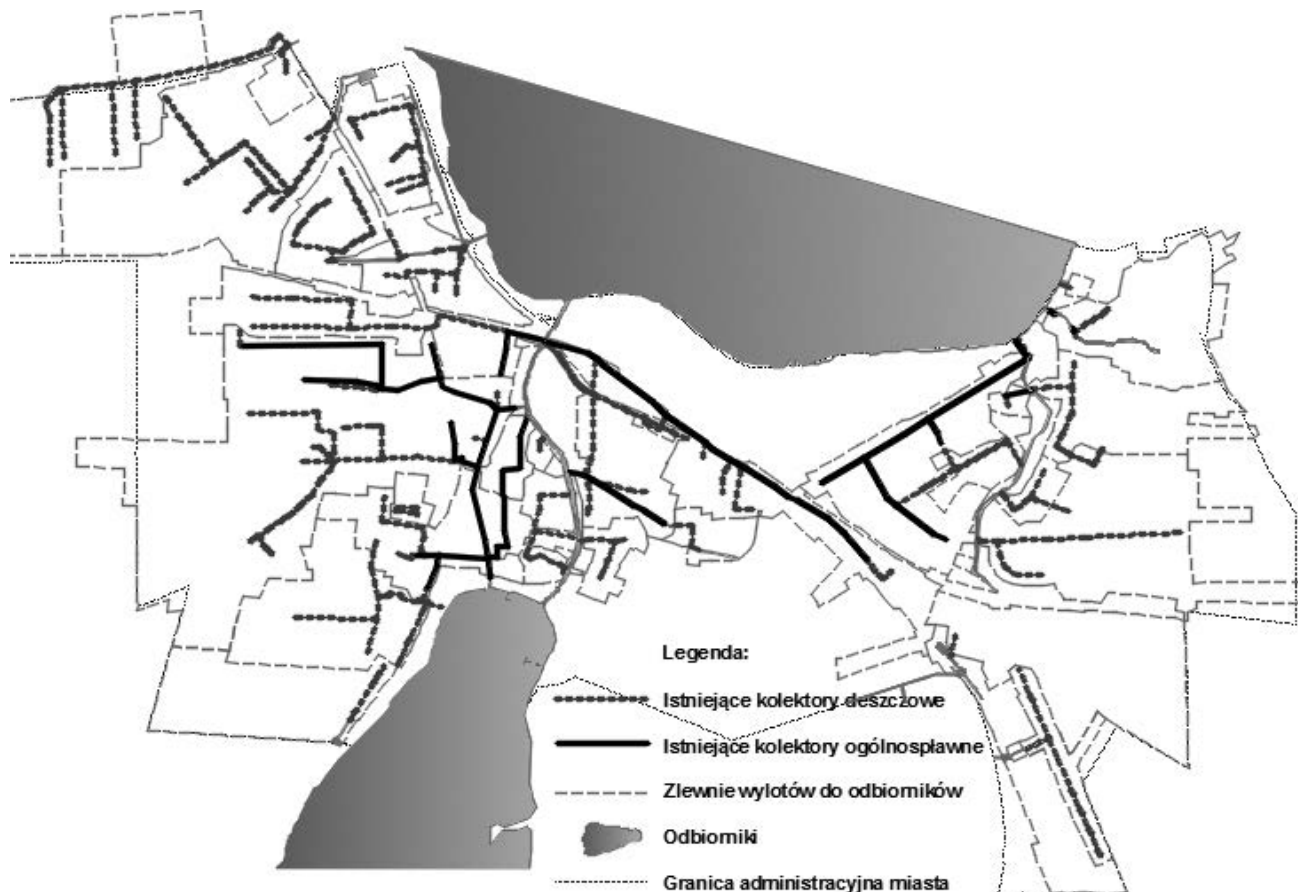 Legenda:
Istniejące kolektory deszczowe
Istniejące kolektory ogólnospławne
Zlewnie wylotów do odbiorników
Odbiorniki
Granica administracyjna miasta